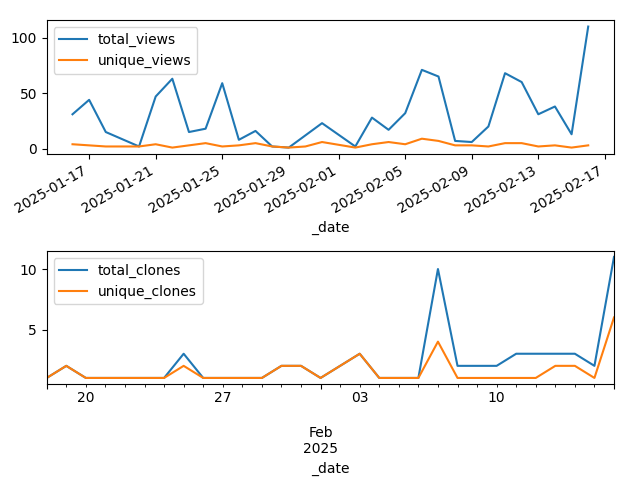 100
50
0
total_views
unique_views
2025-01-17
2025-01-21
2025-01-25
2025-01-29
2025-02-01
2025-02-05
2025-02-09
2025-02-13
2025-02-17
_date
10
5
total_clones
unique_clones
20
27
03
10
Feb
2025
_date